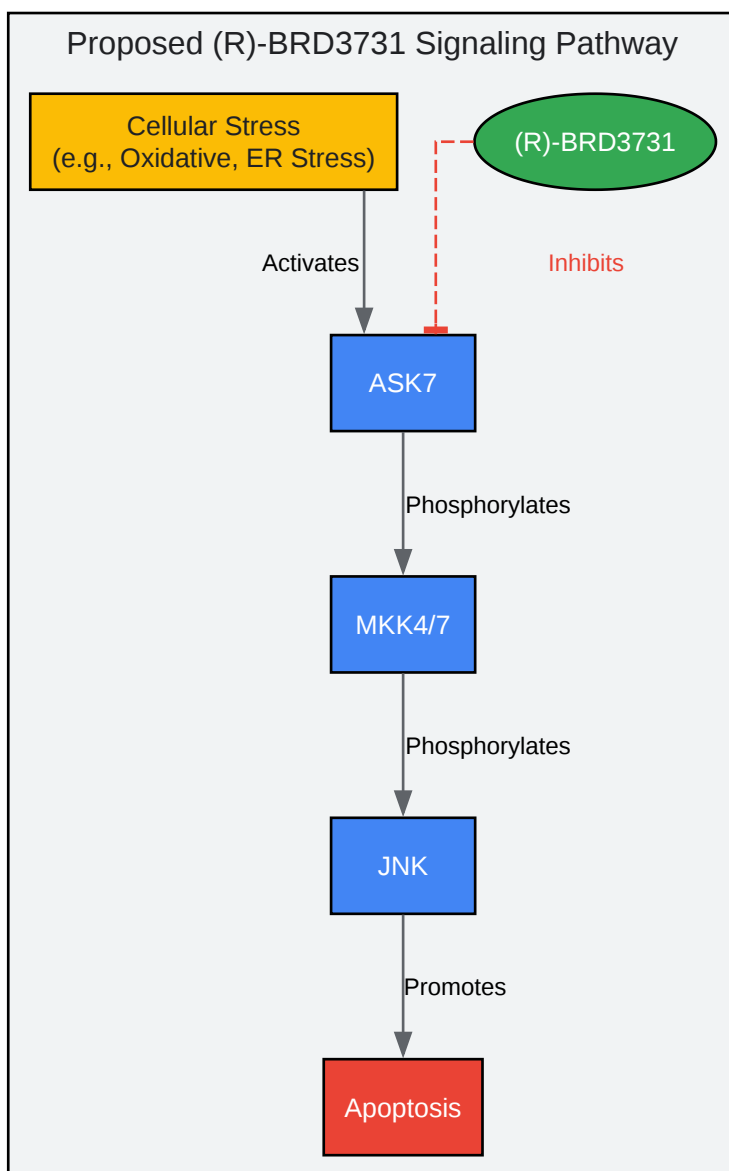 Proposed (R)-BRD3731 Signaling Pathway
Cellular Stress
(e.g., Oxidative, ER Stress)
(R)-BRD3731
Activates
Inhibits
ASK7
Phosphorylates
MKK4/7
Phosphorylates
JNK
Promotes
Apoptosis